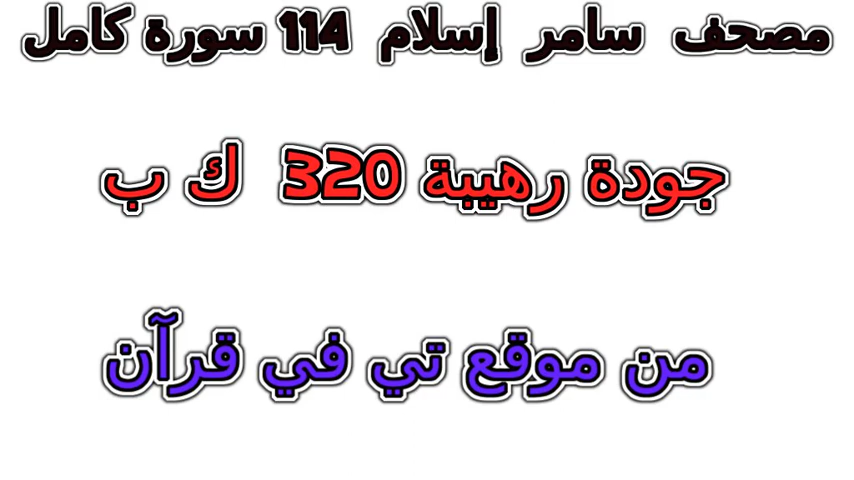 مصحف سامر إسلام 114 سورة كامل
جودة رهيبة 320 ك ب
من موقع تي في قرآن